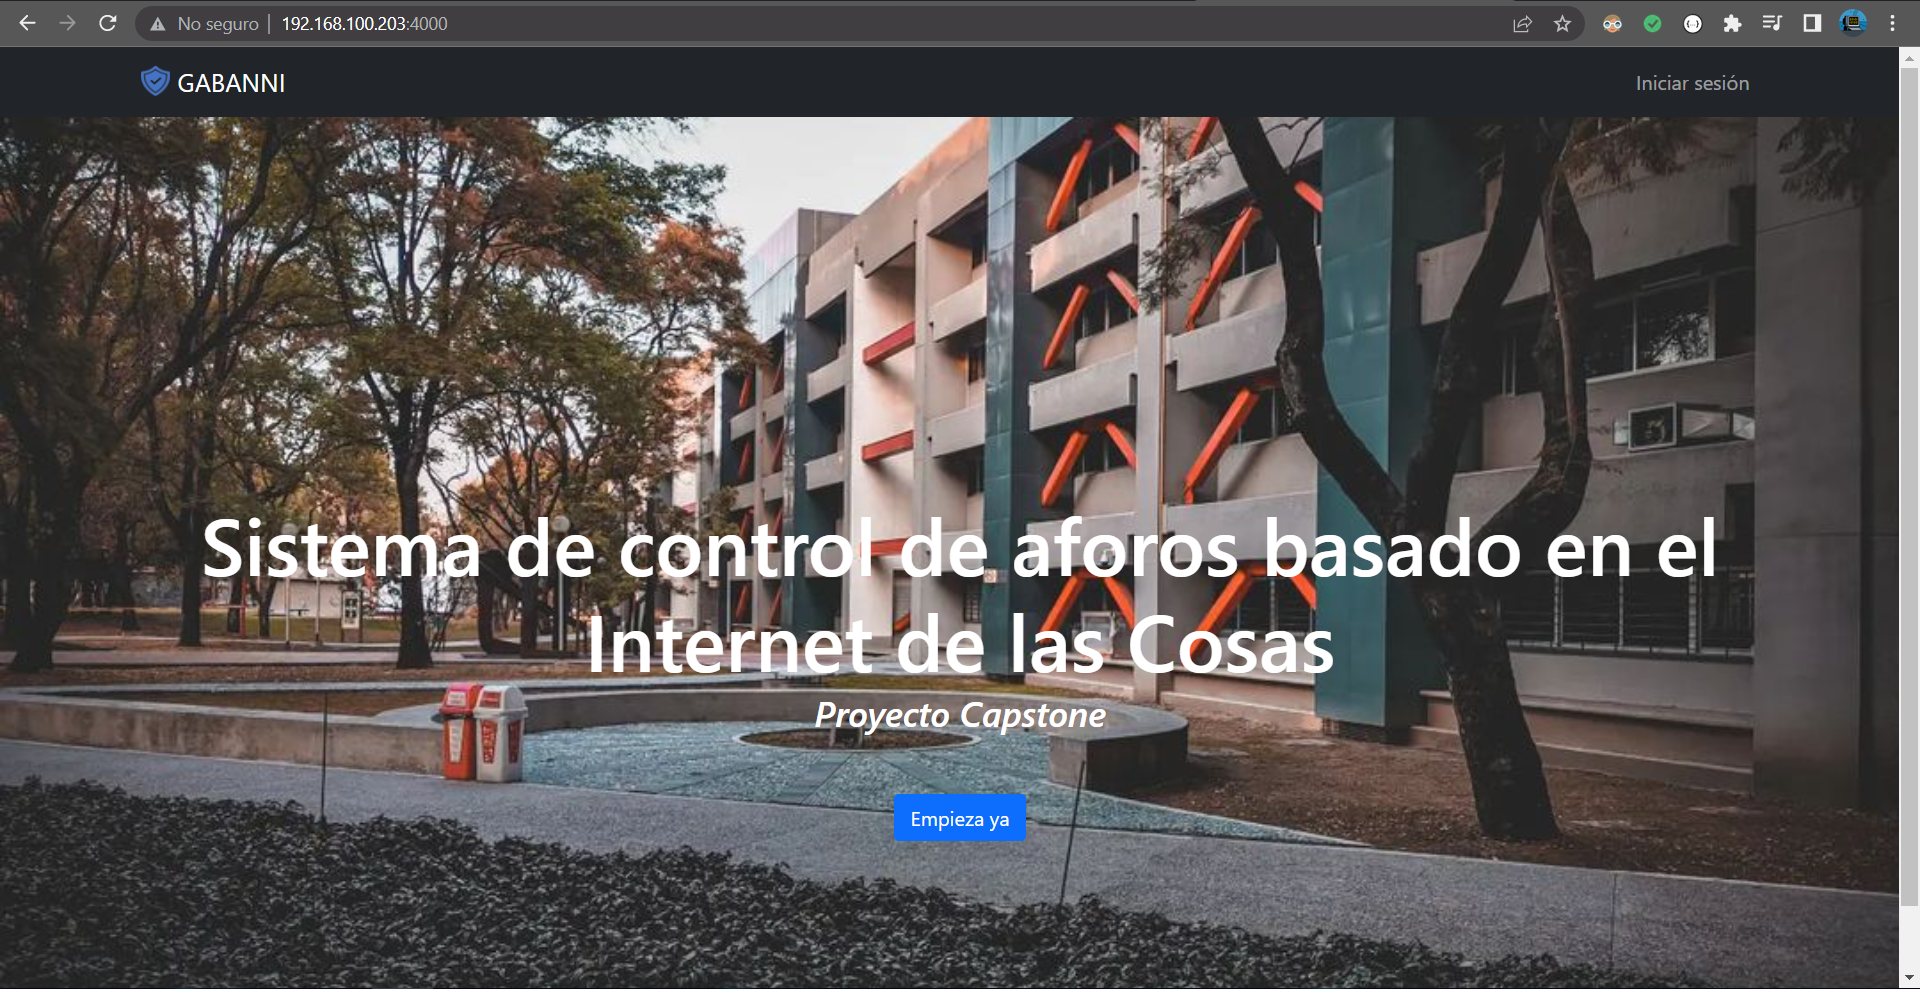 No seguro | 192.168.100.203:4000
GABANNI
Iniciar sesión
Sistema de control de aforos basado en el
Internet de las Cosas
Proyecto Capstone
Empieza ya